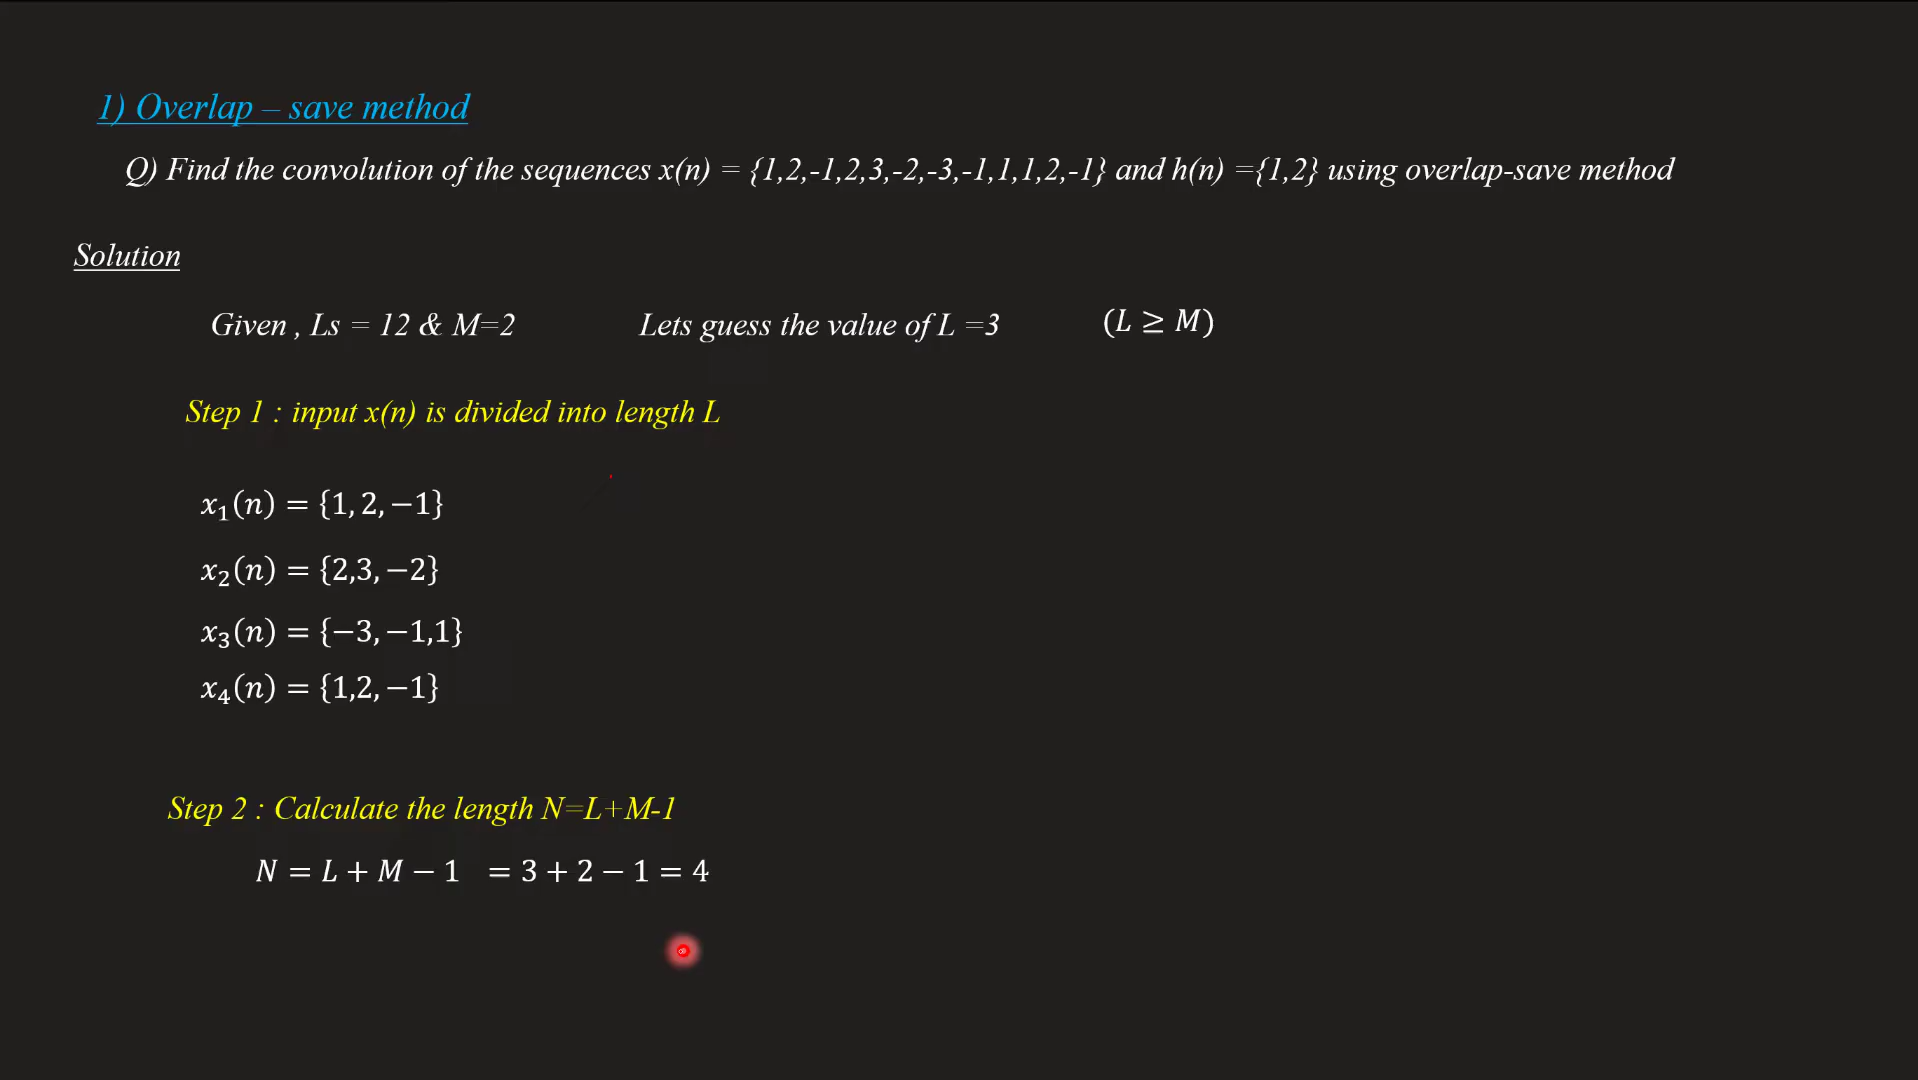 1) Overlap – save method
Q) Find the convolution of the sequences x(n) = {1,2,-1,2,3,-2,-3,-1,1,1,2,-1} and h(n) ={1,2} using overlap-save method
Solution
Given , Ls = 12 & M=2 Lets guess the value of L =3 (L ≥ M)
Step 1 : input x(n) is divided into length L
x₁(n) = {1, 2, −1}
x₂(n) = {2,3, −2}
x₃(n) = {−3, −1,1}
x₄(n) = {1,2, −1}
Step 2 : Calculate the length N=L+M-1
N = L + M − 1 = 3 + 2 − 1 = 4